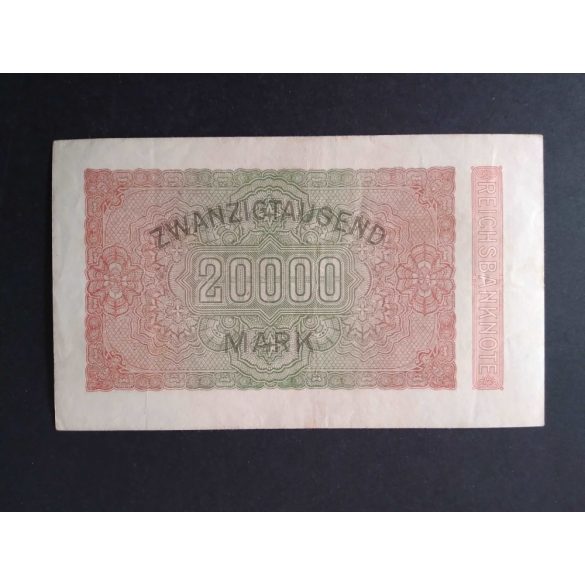 ZWANZIGTAUSEND
20000
MARK
REICHSBANKNOTE